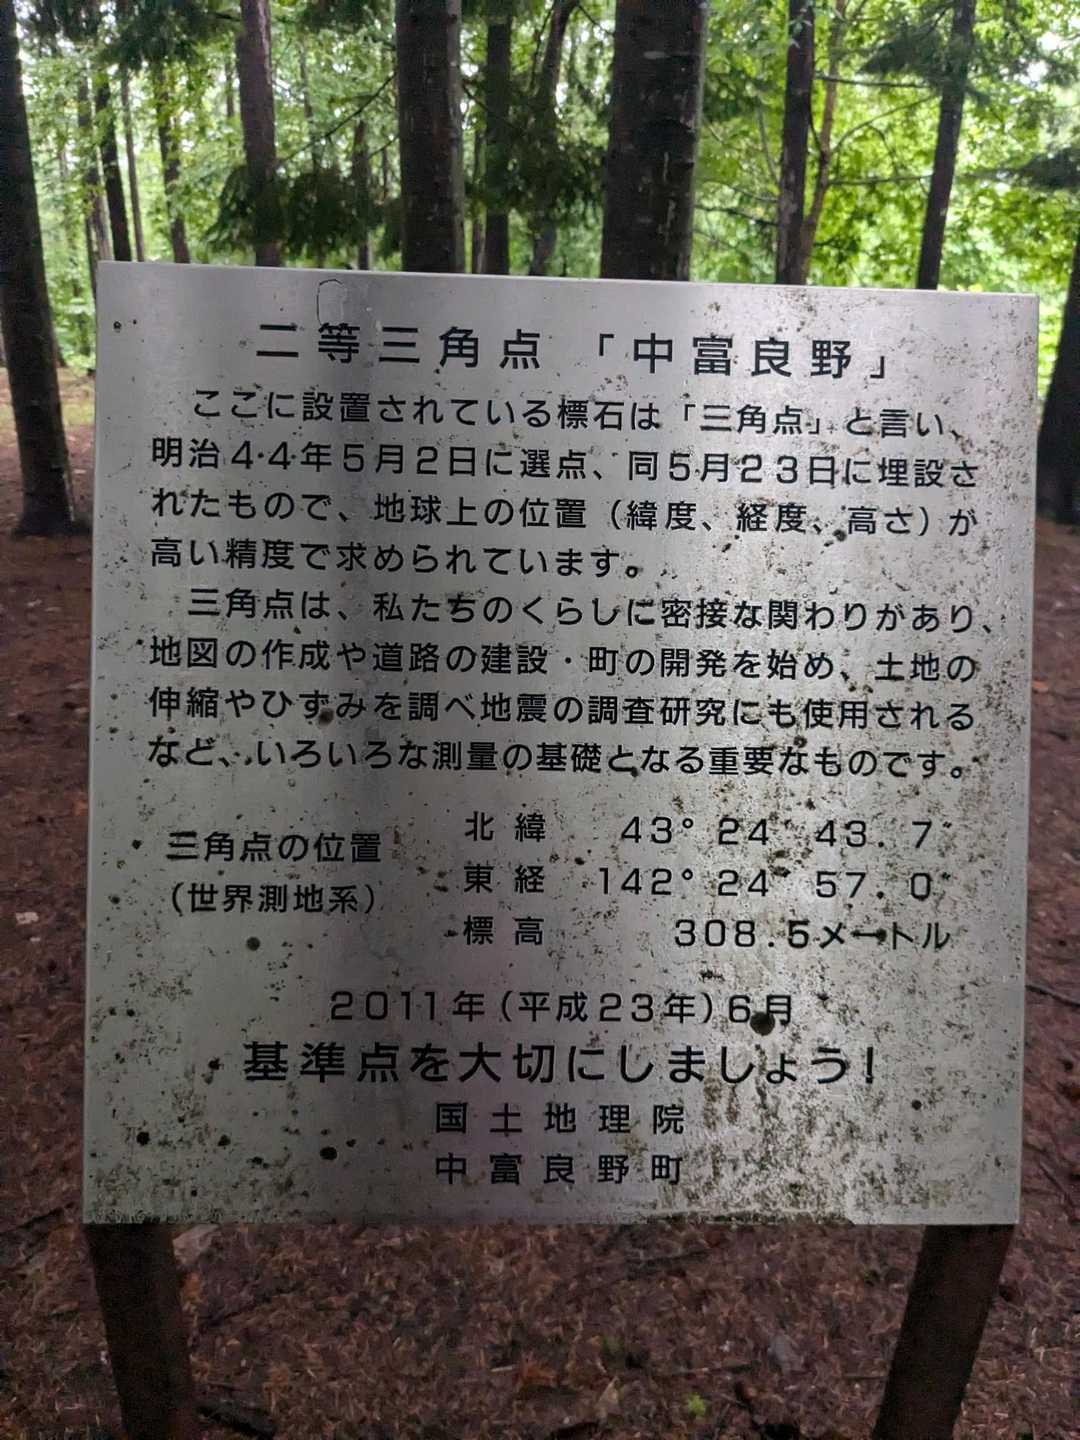 二等三角点 「中富良野」
ここに設置されている標石は「三角点」と言い、
明治44年5月2日に選点、同5月23日に埋設さ
れたもので、地球上の位置（緯度、経度、高さ）が
高い精度で求められています。
三角点は、私たちのくらしに密接な関わりがあり、
地図の作成や道路の建設・町の開発を始め、土地の
伸縮やひずみを調べ地震の調査研究にも使用される
など、いろいろな測量の基礎となる重要なものです。
三角点の位置
（世界測地系）
北緯 43°24′43.7″
東経 142°24′57.0″
標高 308.5メートル
2011年（平成23年）6月
基準点を大切にしましょう！
国土地理院
中富良野町